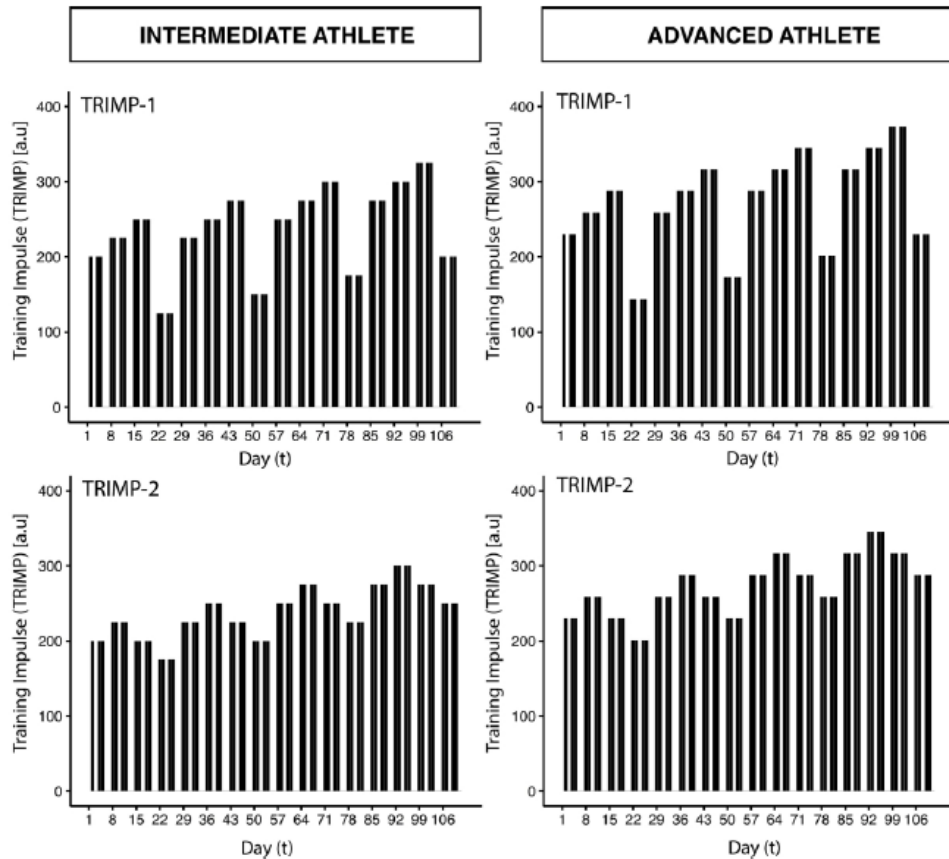 INTERMEDIATE ATHLETE
ADVANCED ATHLETE
TRIMP-1
Training Impulse (TRIMP) [a.u]
400
300
200
100
0
1 8 15 22 29 36 43 50 57 64 71 78 85 92 99 106
Day (t)
TRIMP-1
Training Impulse (TRIMP) [a.u]
400
300
200
100
0
1 8 15 22 29 36 43 50 57 64 71 78 85 92 99 106
Day (t)
TRIMP-2
Training Impulse (TRIMP) [a.u]
400
300
200
100
0
1 8 15 22 29 36 43 50 57 64 71 78 85 92 99 106
Day (t)
TRIMP-2
Training Impulse (TRIMP) [a.u]
400
300
200
100
0
1 8 15 22 29 36 43 50 57 64 71 78 85 92 99 106
Day (t)